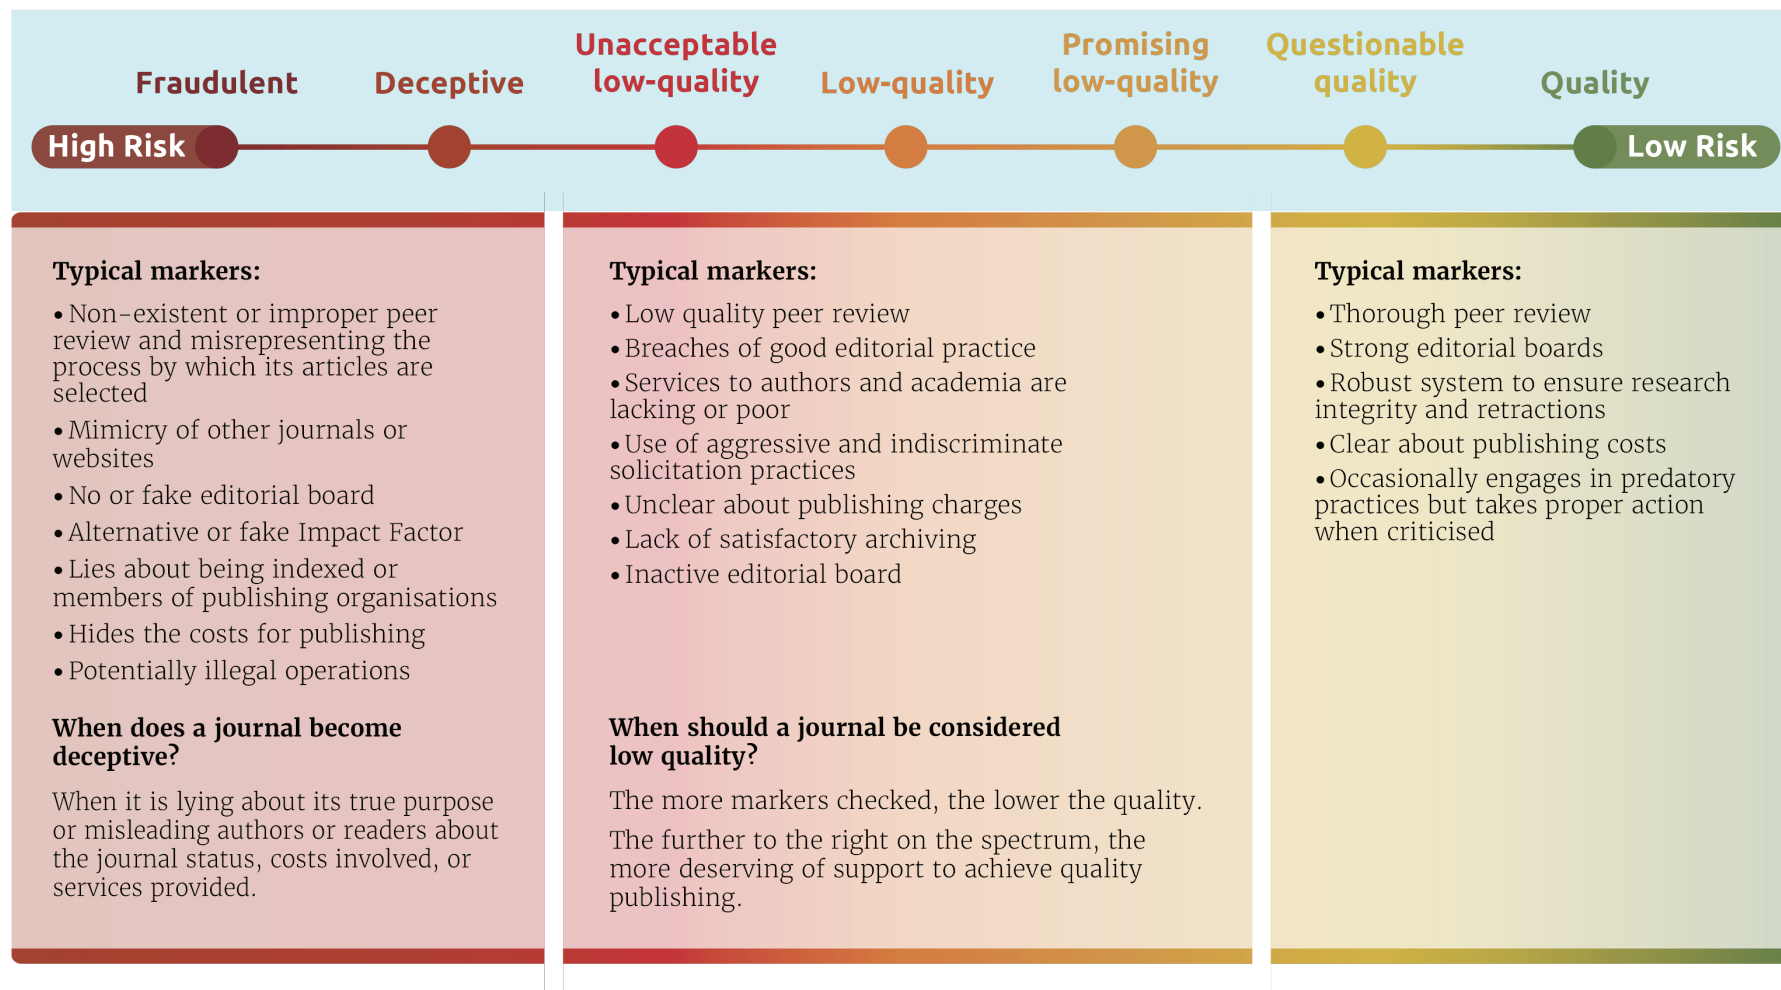 Fraudulent
Deceptive
Unacceptable
low-quality
Low-quality
Promising
low-quality
Questionable
quality
Quality
High Risk
Low Risk
Typical markers:
• Non-existent or improper peer
review and misrepresenting the
process by which its articles are
selected
• Mimicry of other journals or
websites
• No or fake editorial board
• Alternative or fake Impact Factor
• Lies about being indexed or
members of publishing organisations
• Hides the costs for publishing
• Potentially illegal operations
When does a journal become
deceptive?
When it is lying about its true purpose
or misleading authors or readers about
the journal status, costs involved, or
services provided.
Typical markers:
• Low quality peer review
• Breaches of good editorial practice
• Services to authors and academia are
lacking or poor
• Use of aggressive and indiscriminate
solicitation practices
• Unclear about publishing charges
• Lack of satisfactory archiving
• Inactive editorial board
When should a journal be considered
low quality?
The more markers checked, the lower the quality.
The further to the right on the spectrum, the
more deserving of support to achieve quality
publishing.
Typical markers:
• Thorough peer review
• Strong editorial boards
• Robust system to ensure research
integrity and retractions
• Clear about publishing costs
• Occasionally engages in predatory
practices but takes proper action
when criticised